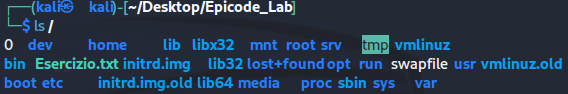 ┌──(kali㉿kali)-[~/Desktop/Epicode_Lab]
└─$ ls /
0 dev home lib libx32 mnt root srv tmp vmlinuz
bin Esercizio.txt initrd.img lib32 lost+found opt run swapfile usr vmlinuz.old
boot etc initrd.img.old lib64 media proc sbin sys var